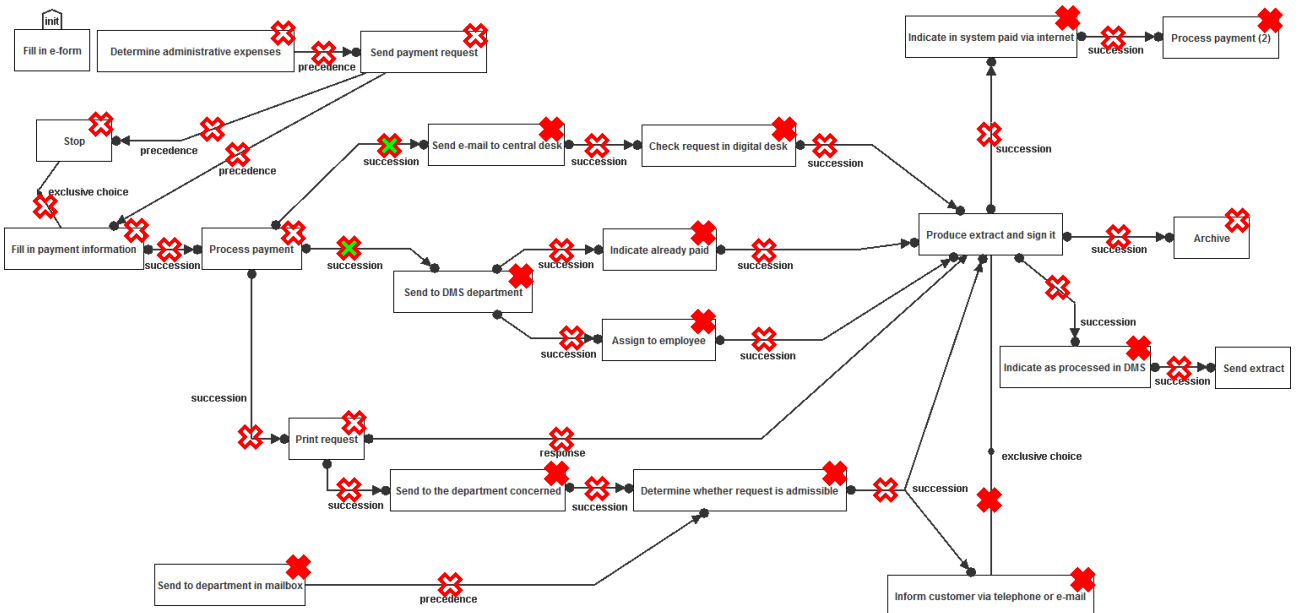 init
Fill in e-form
Determine administrative expenses
precedence
Send payment request
Indicate in system paid via internet
succession
Process payment (2)
Stop
precedence
precedence
exclusive choice
succession
Send e-mail to central desk
succession
Check request in digital desk
succession
succession
Fill in payment information
succession
Process payment
succession
succession
Indicate already paid
succession
Produce extract and sign it
succession
Archive
Send to DMS department
succession
Assign to employee
succession
succession
Indicate as processed in DMS
succession
Send extract
succession
Print request
response
exclusive choice
succession
Send to the department concerned
succession
Determine whether request is admissible
succession
Send to department in mailbox
precedence
Inform customer via telephone or e-mail